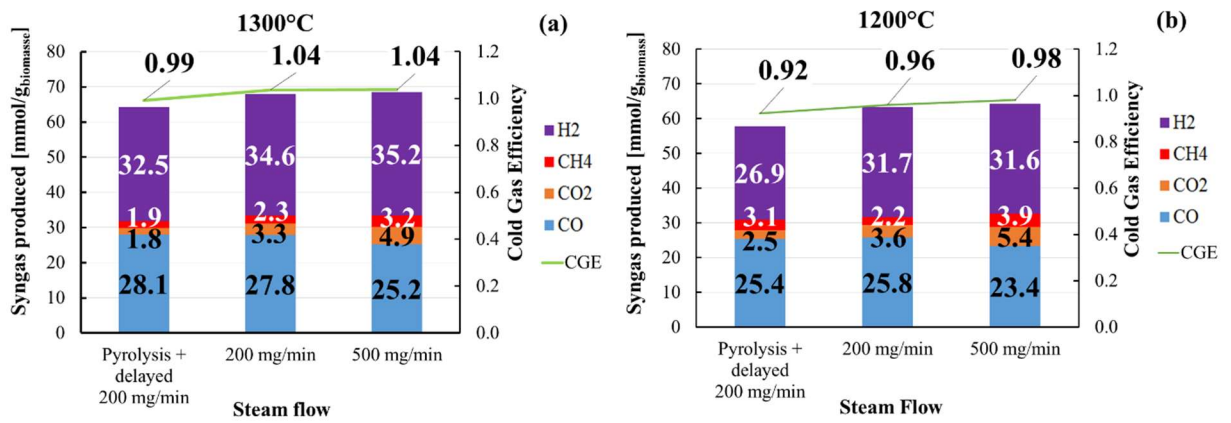 1300°C
(a)
Syngas produced [mmol/gbiomasse]
80
70
60
50
40
30
20
10
0
0.99
1.04
1.04
32.5
34.6
35.2
1.9
2.3
3.2
1.8
3.3
4.9
28.1
27.8
25.2
1.2
1.0
0.8
0.6
0.4
0.2
0.0
Cold Gas Efficiency
H2
CH4
CO2
CO
CGE
Pyrolysis +
delayed
200 mg/min
200 mg/min
500 mg/min
Steam flow
1200°C
(b)
Syngas produced [mmol/gbiomasse]
80
70
60
50
40
30
20
10
0
0.92
0.96
0.98
26.9
31.7
31.6
3.1
2.2
3.9
2.5
3.6
5.4
25.4
25.8
23.4
1.2
1.0
0.8
0.6
0.4
0.2
0.0
Cold Gas Efficiency
H2
CH4
CO2
CO
CGE
Pyrolysis +
delayed
200 mg/min
200 mg/min
500 mg/min
Steam Flow